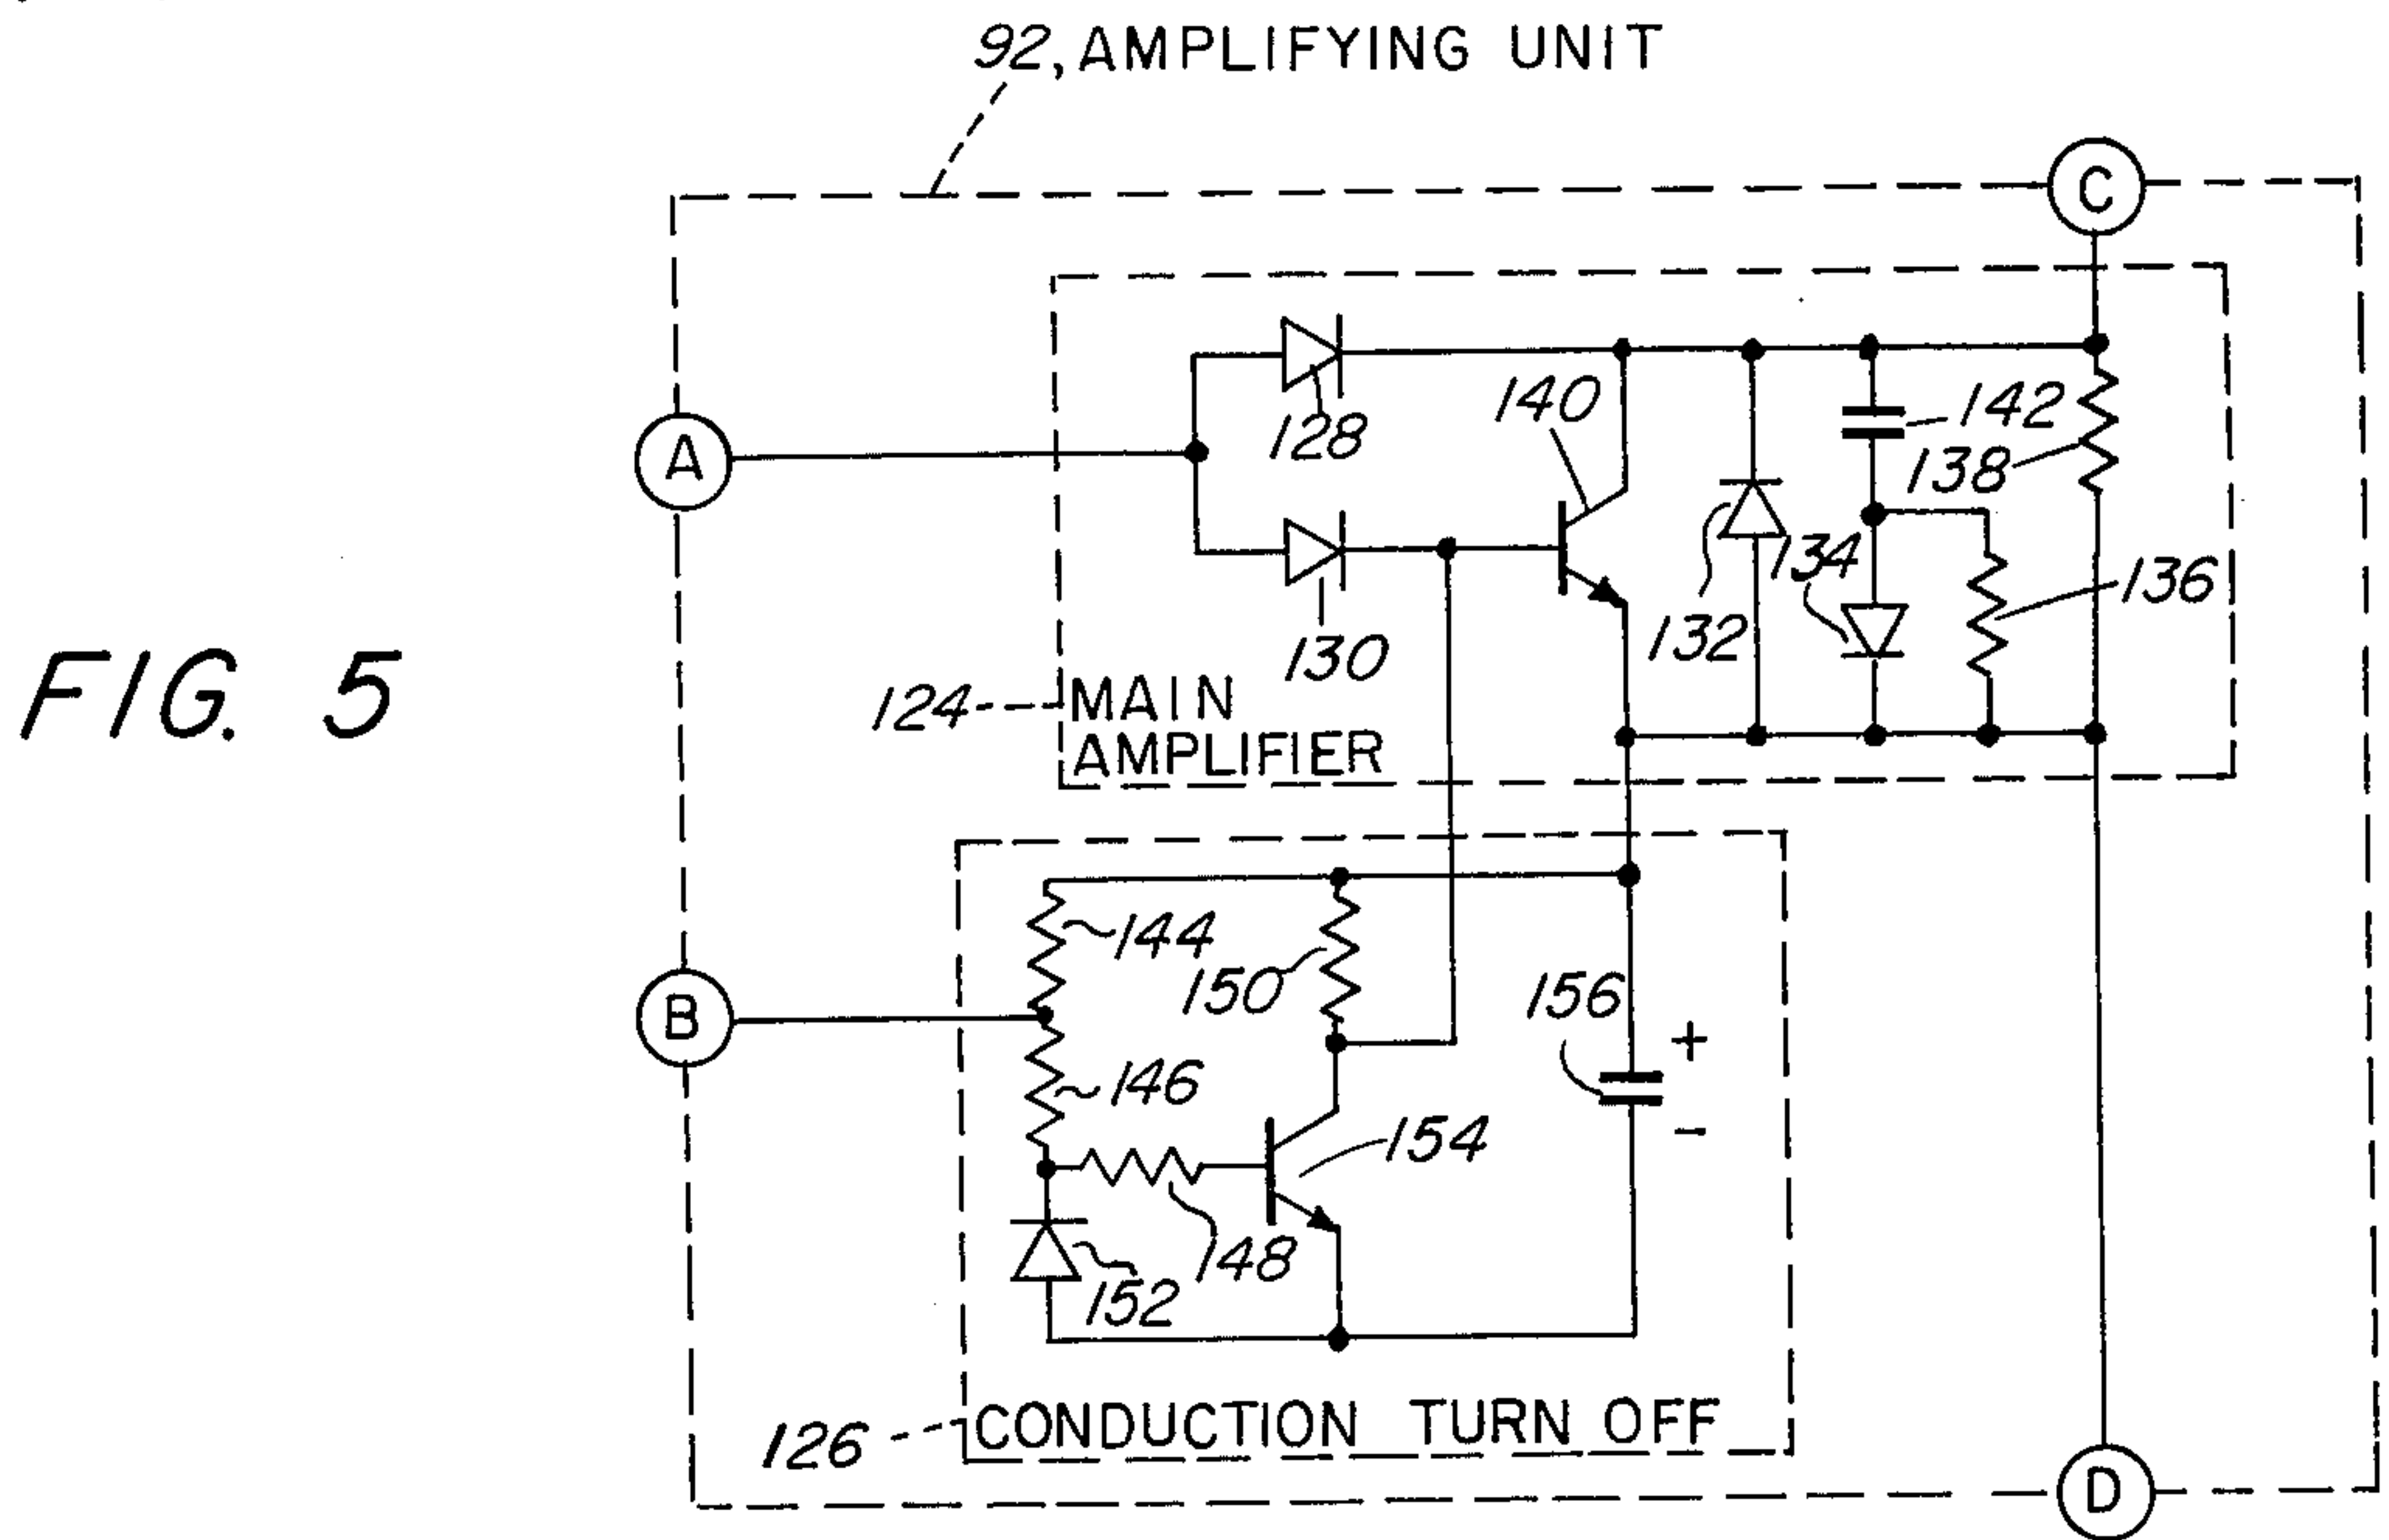 92, AMPLIFYING UNIT
C
A
128
140
142
138
130
132
134
136
FIG. 5
124
MAIN
AMPLIFIER
144
150
156
B
+
146
-
154
148
152
126
CONDUCTION TURN OFF
D